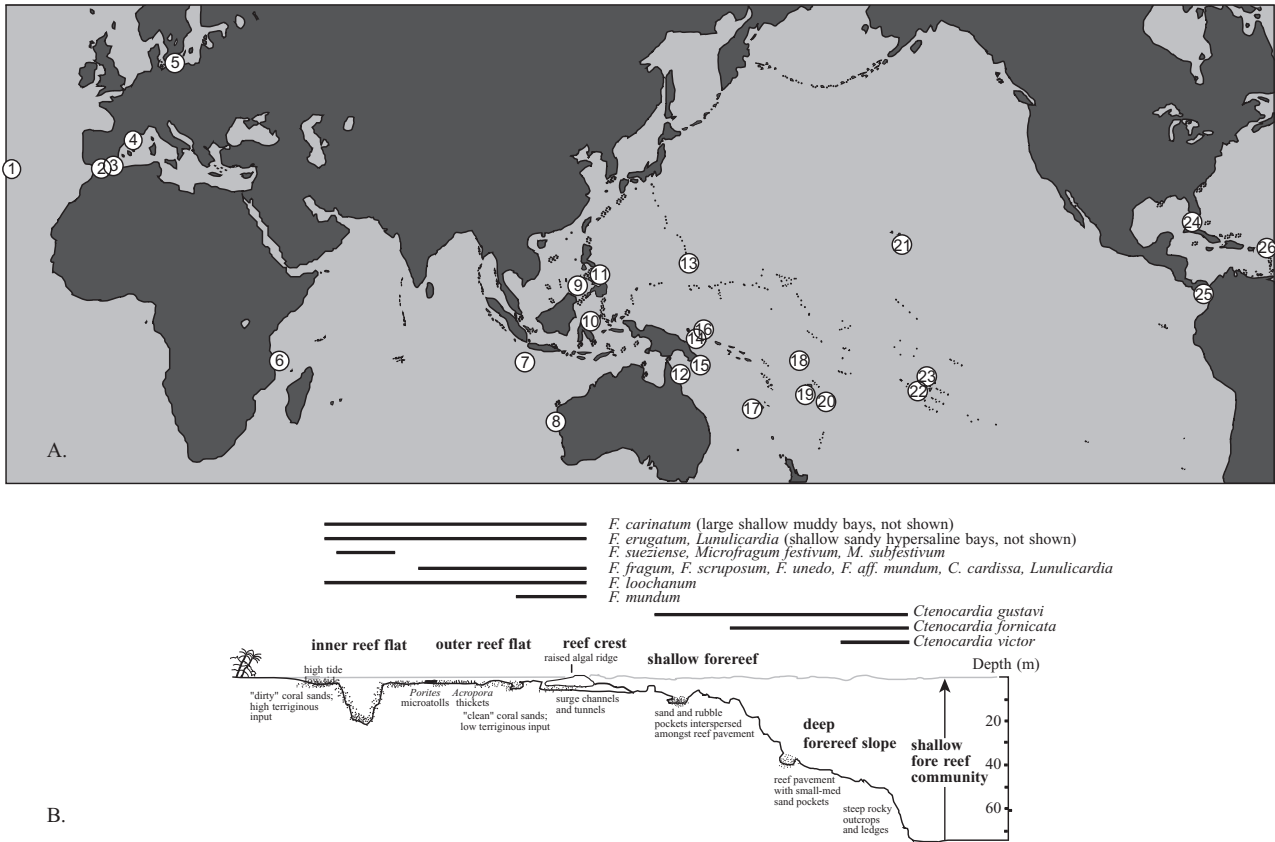 1
2
3
4
5
6
7
8
9
10
11
12
13
14
15
16
17
18
19
20
21
22
23
24
25
26
A.
F. carinatum (large shallow muddy bays, not shown)
F. erugatum, Lunulicardia (shallow sandy hypersaline bays, not shown)
F. sueziense, Microfragum festivum, M. subfestivum
F. fragum, F. scruposum, F. unedo, F. aff. mundum, C. cardissa, Lunulicardia
F. loochanum
F. mundum
Ctenocardia gustavi
Ctenocardia fornicata
Ctenocardia victor
inner reef flat
outer reef flat
reef crest
raised algal ridge
shallow forereef
Depth (m)
high tide
low tide
"dirty" coral sands;
high terriginous
input
Porites
microatolls
Acropora
thickets
"clean" coral sands;
low terriginous input
surge channels
and tunnels
sand and rubble
pockets interspersed
amongst reef pavement
deep
forereef slope
reef pavement
with small-med
sand pockets
steep rocky
outcrops
and ledges
shallow
fore reef
community
20
40
60
B.